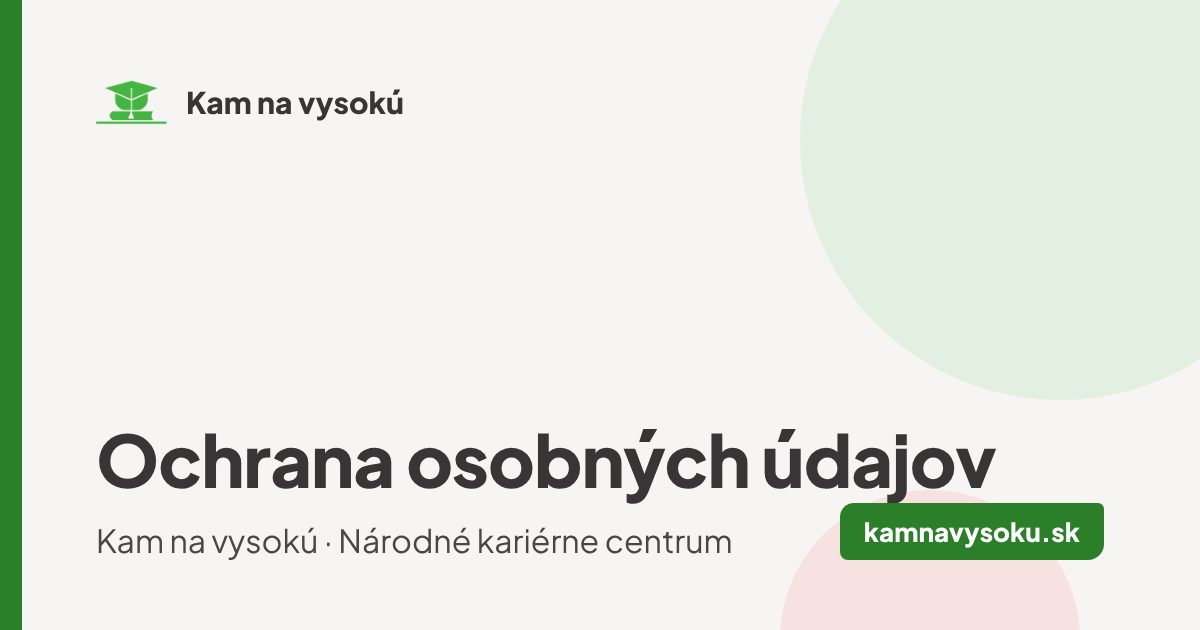 Kam na vysokú
Ochrana osobných údajov
Kam na vysokú · Národné kariérne centrum
kamnavysoku.sk